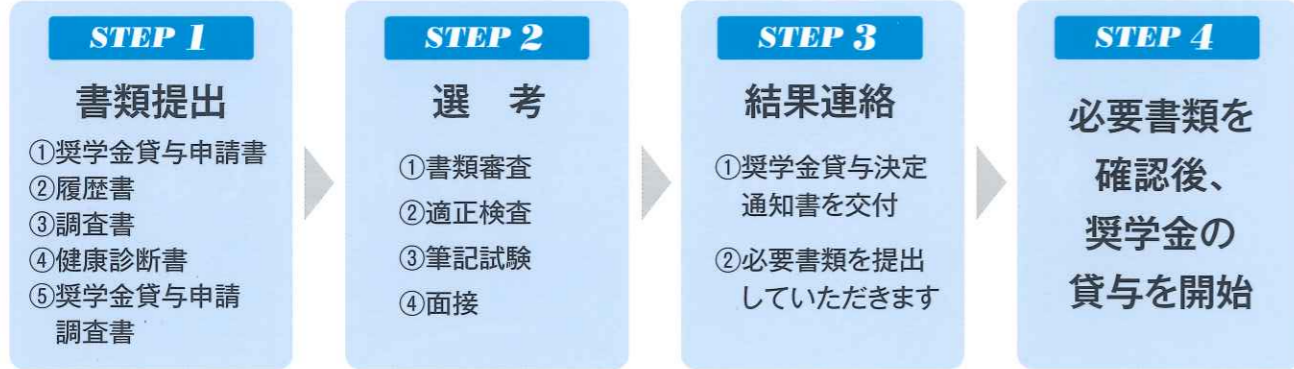 STEP 1
書類提出
①奨学金貸与申請書
②履歴書
③調査書
④健康診断書
⑤奨学金貸与申請
調査書
STEP 2
選 考
①書類審査
②適正検査
③筆記試験
④面接
STEP 3
結果連絡
①奨学金貸与決定
通知書を交付
②必要書類を提出
していただきます
STEP 4
必要書類を
確認後、
奨学金の
貸与を開始